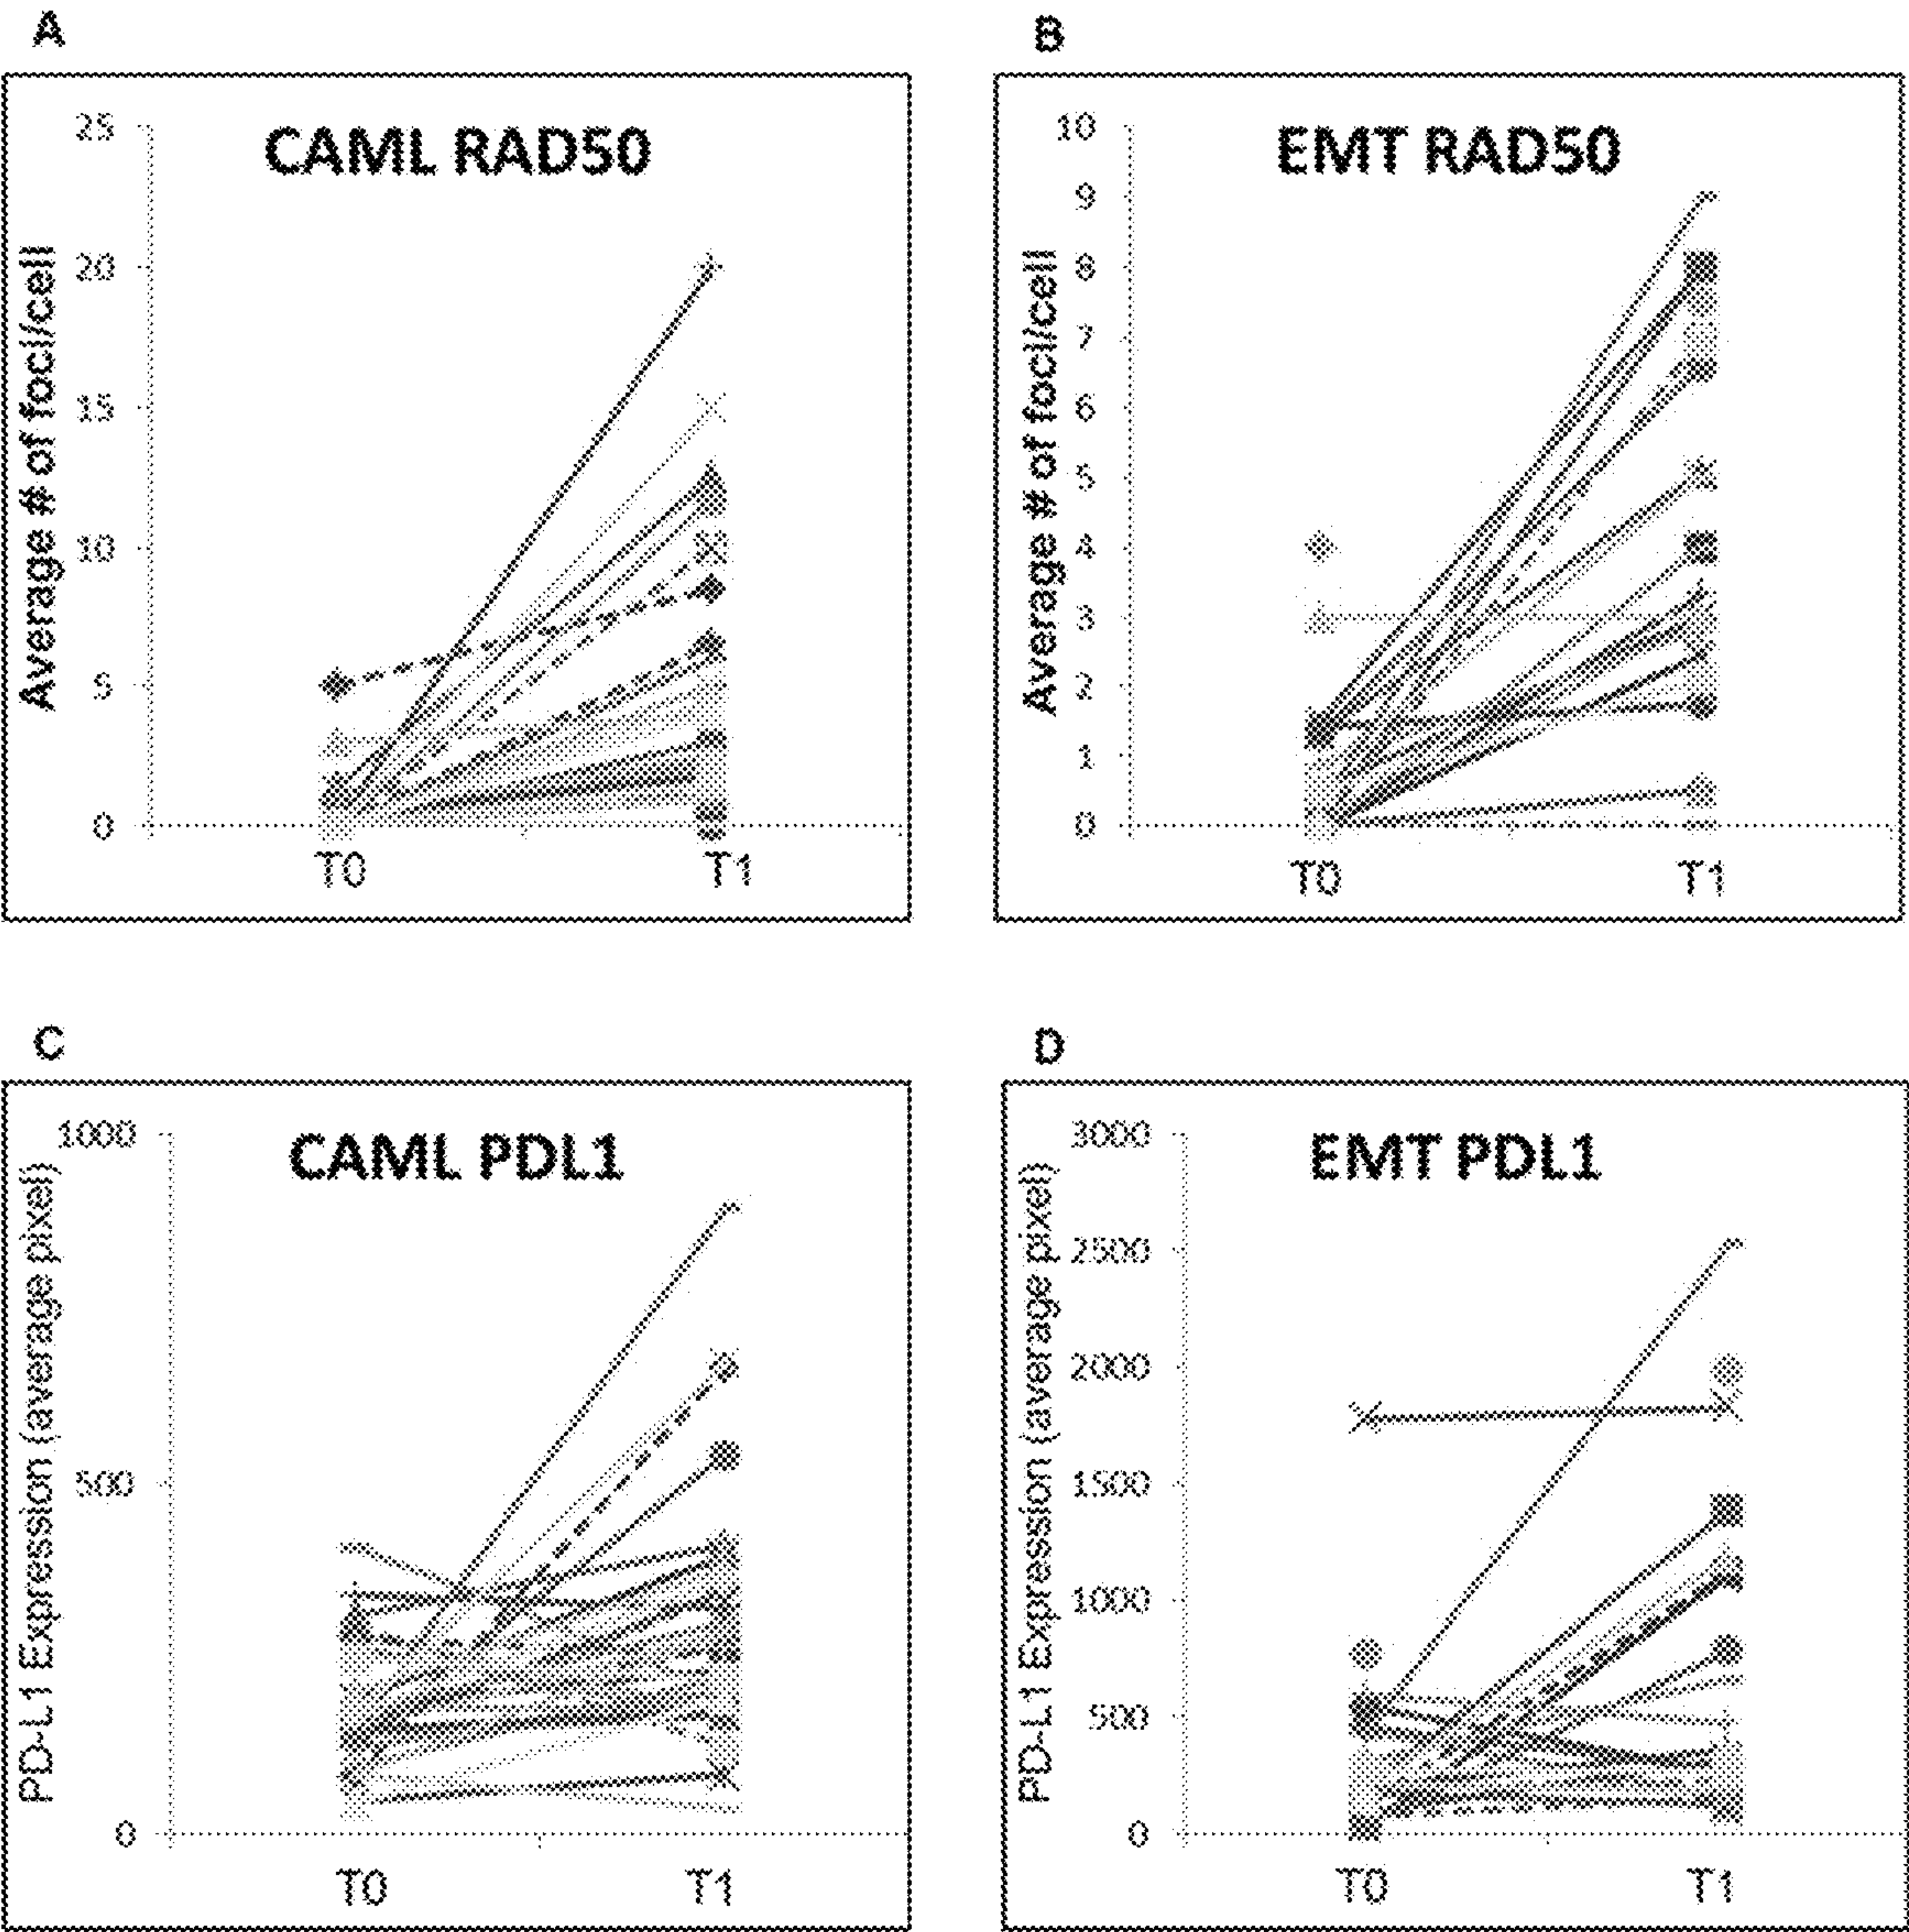 A
CAML RAD50
Average # of foci/cell
25
20
15
10
5
0
T0 T1
B
EMT RAD50
Average # of foci/cell
10
9
8
7
6
5
4
3
2
1
0
T0 T1
C
CAML PDL1
PD-L1 Expression (average pixel)
1000
500
0
T0 T1
D
EMT PDL1
PD-L1 Expression (average pixel)
3000
2500
2000
1500
1000
500
0
T0 T1